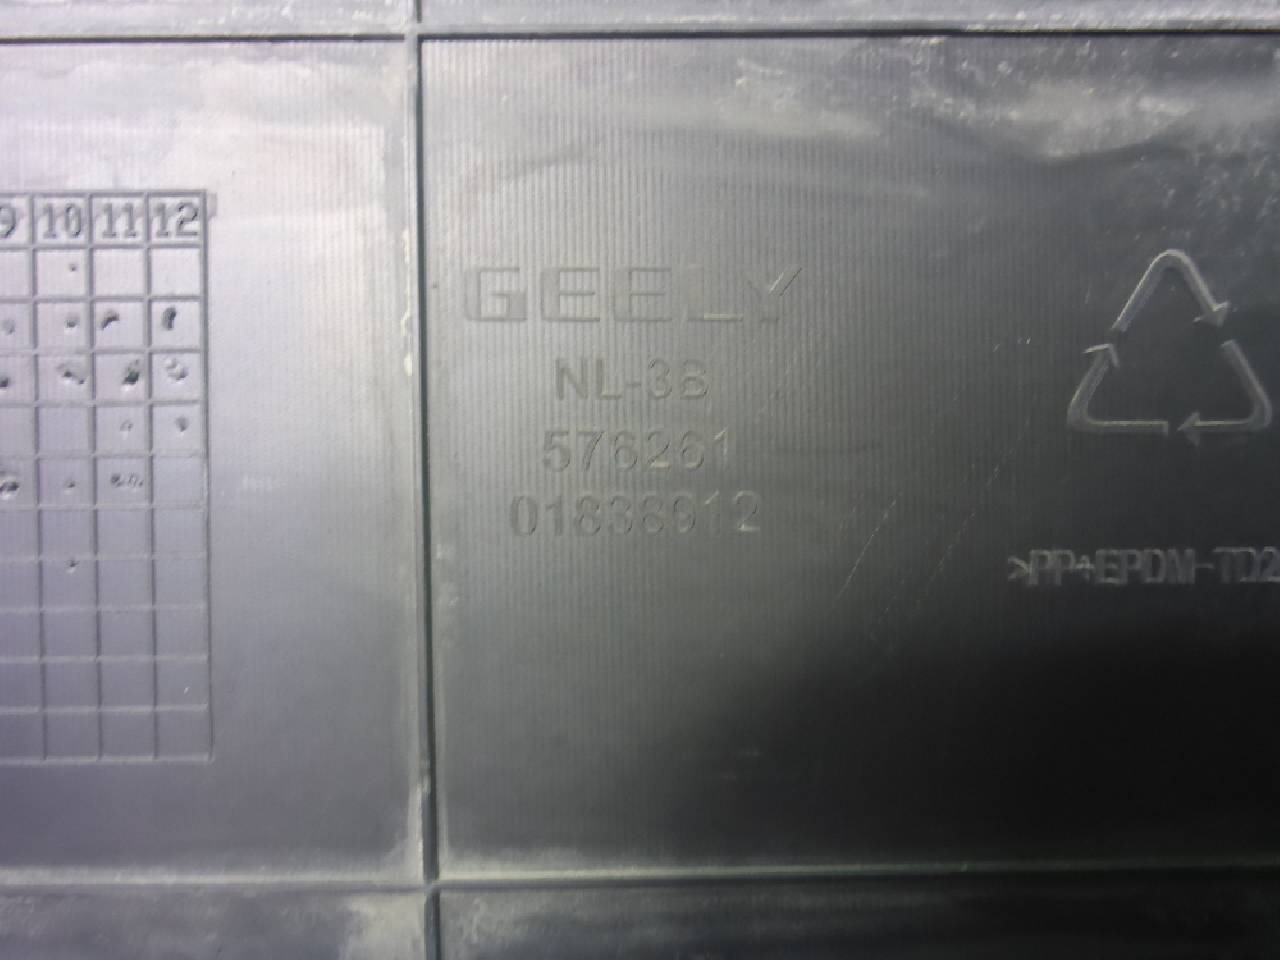 9 10 11 12
GEELY
NL-3B
576261
01838912
>PP+EPDM-TD2